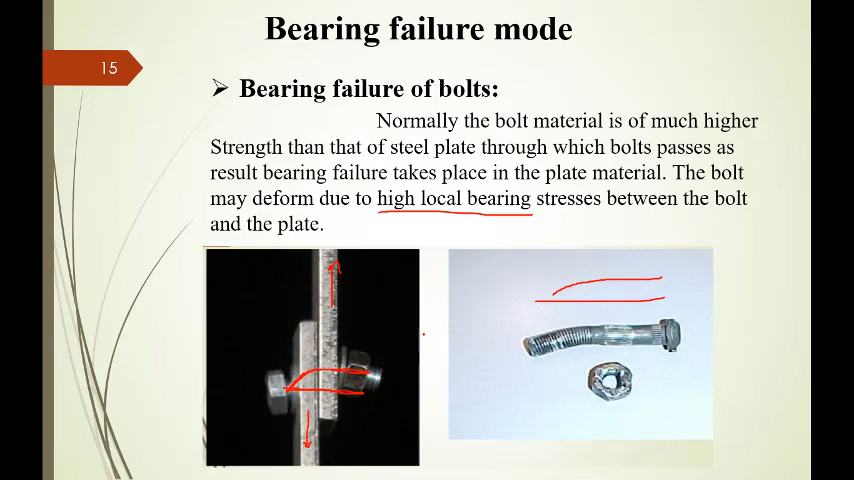 Bearing failure mode
15
Bearing failure of bolts:
Normally the bolt material is of much higher
Strength than that of steel plate through which bolts passes as
result bearing failure takes place in the plate material. The bolt
may deform due to high local bearing stresses between the bolt
and the plate.